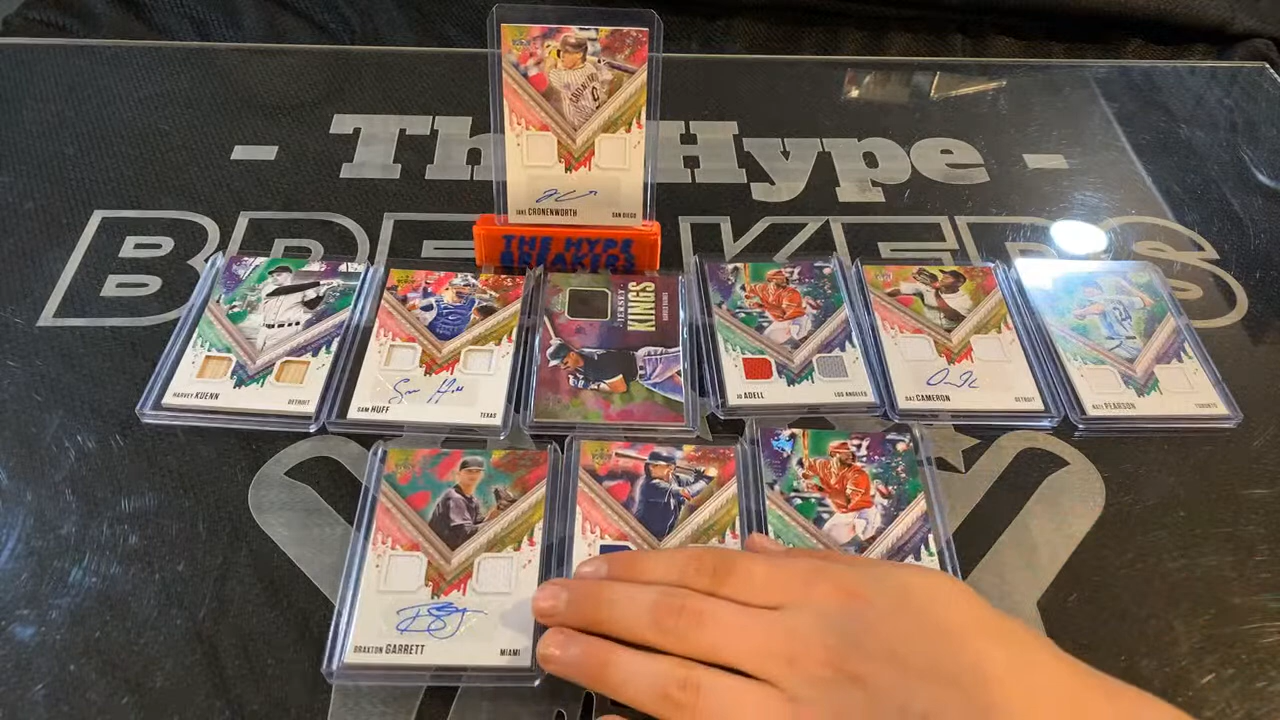 - The Hype -
BREAKERS
JAKE CRONENWORTH
SAN DIEGO
THE HYPE
BREAKERS
HARVEY KUENN
DETROIT
SAM HUFF
TEXAS
JERSEY
KINGS
JO ADELL
LOS ANGELES
DAZ CAMERON
DETROIT
NATE PEARSON
TORONTO
BRAXTON GARRETT
MIAMI